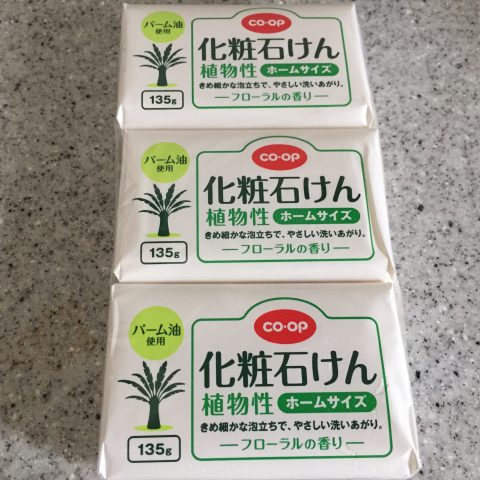 パーム油
使用
135g
CO·OP
化粧石けん
植物性 ホームサイズ
きめ細かな泡立ちで、やさしい洗いあがり。
フローラルの香り
パーム油
使用
135g
CO·OP
化粧石けん
植物性 ホームサイズ
きめ細かな泡立ちで、やさしい洗いあがり。
フローラルの香り
パーム油
使用
135g
CO·OP
化粧石けん
植物性 ホームサイズ
きめ細かな泡立ちで、やさしい洗いあがり。
フローラルの香り